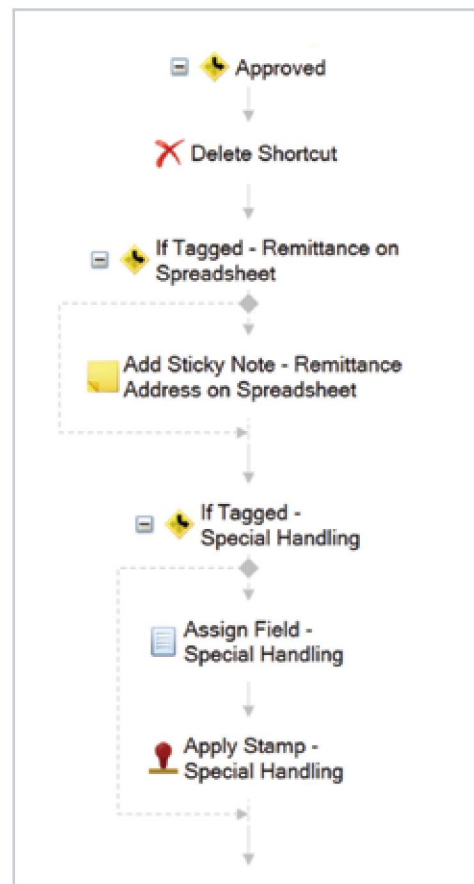 Approved
Delete Shortcut
If Tagged - Remittance on
Spreadsheet
Add Sticky Note - Remittance
Address on Spreadsheet
If Tagged -
Special Handling
Assign Field -
Special Handling
Apply Stamp -
Special Handling